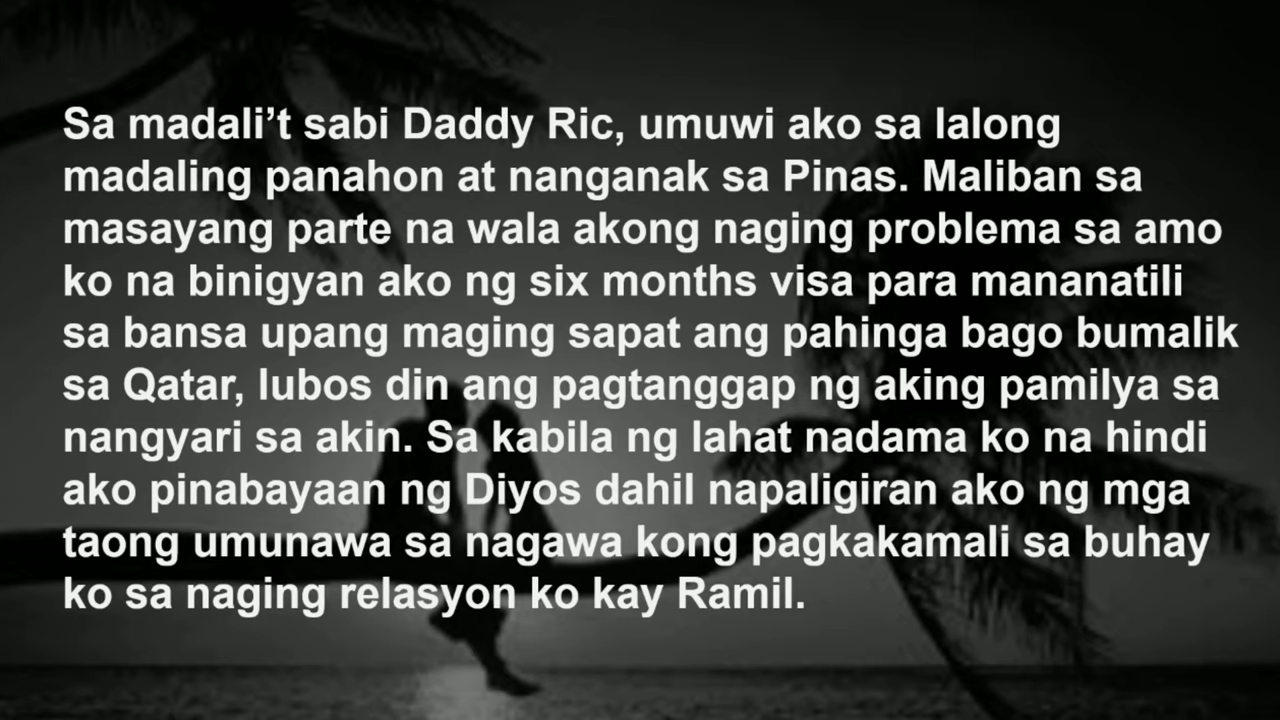 Sa madali’t sabi Daddy Ric, umuwi ako sa lalong
madaling panahon at nanganak sa Pinas. Maliban sa
masayang parte na wala akong naging problema sa amo
ko na binigyan ako ng six months visa para mananatili
sa bansa upang maging sapat ang pahinga bago bumalik
sa Qatar, lubos din ang pagtanggap ng aking pamilya sa
nangyari sa akin. Sa kabila ng lahat nadama ko na hindi
ako pinabayaan ng Diyos dahil napaligiran ako ng mga
taong umunawa sa nagawa kong pagkakamali sa buhay
ko sa naging relasyon ko kay Ramil.